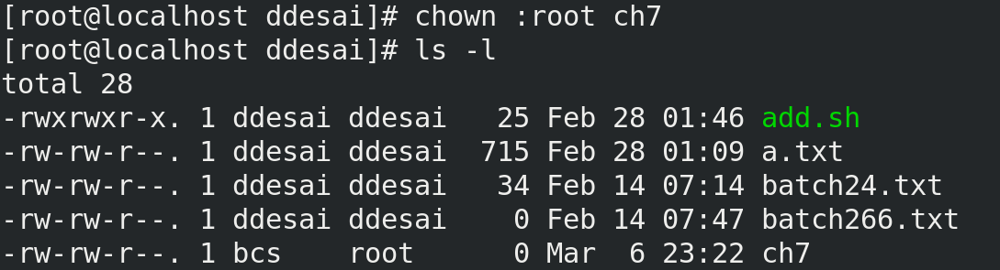 [root@localhost ddesai]# chown :root ch7
[root@localhost ddesai]# ls -l
total 28
-rwxrwxr-x. 1 ddesai ddesai   25 Feb 28 01:46 add.sh
-rw-rw-r--. 1 ddesai ddesai  715 Feb 28 01:09 a.txt
-rw-rw-r--. 1 ddesai ddesai   34 Feb 14 07:14 batch24.txt
-rw-rw-r--. 1 ddesai ddesai    0 Feb 14 07:47 batch266.txt
-rw-rw-r--. 1 bcs    root      0 Mar  6 23:22 ch7